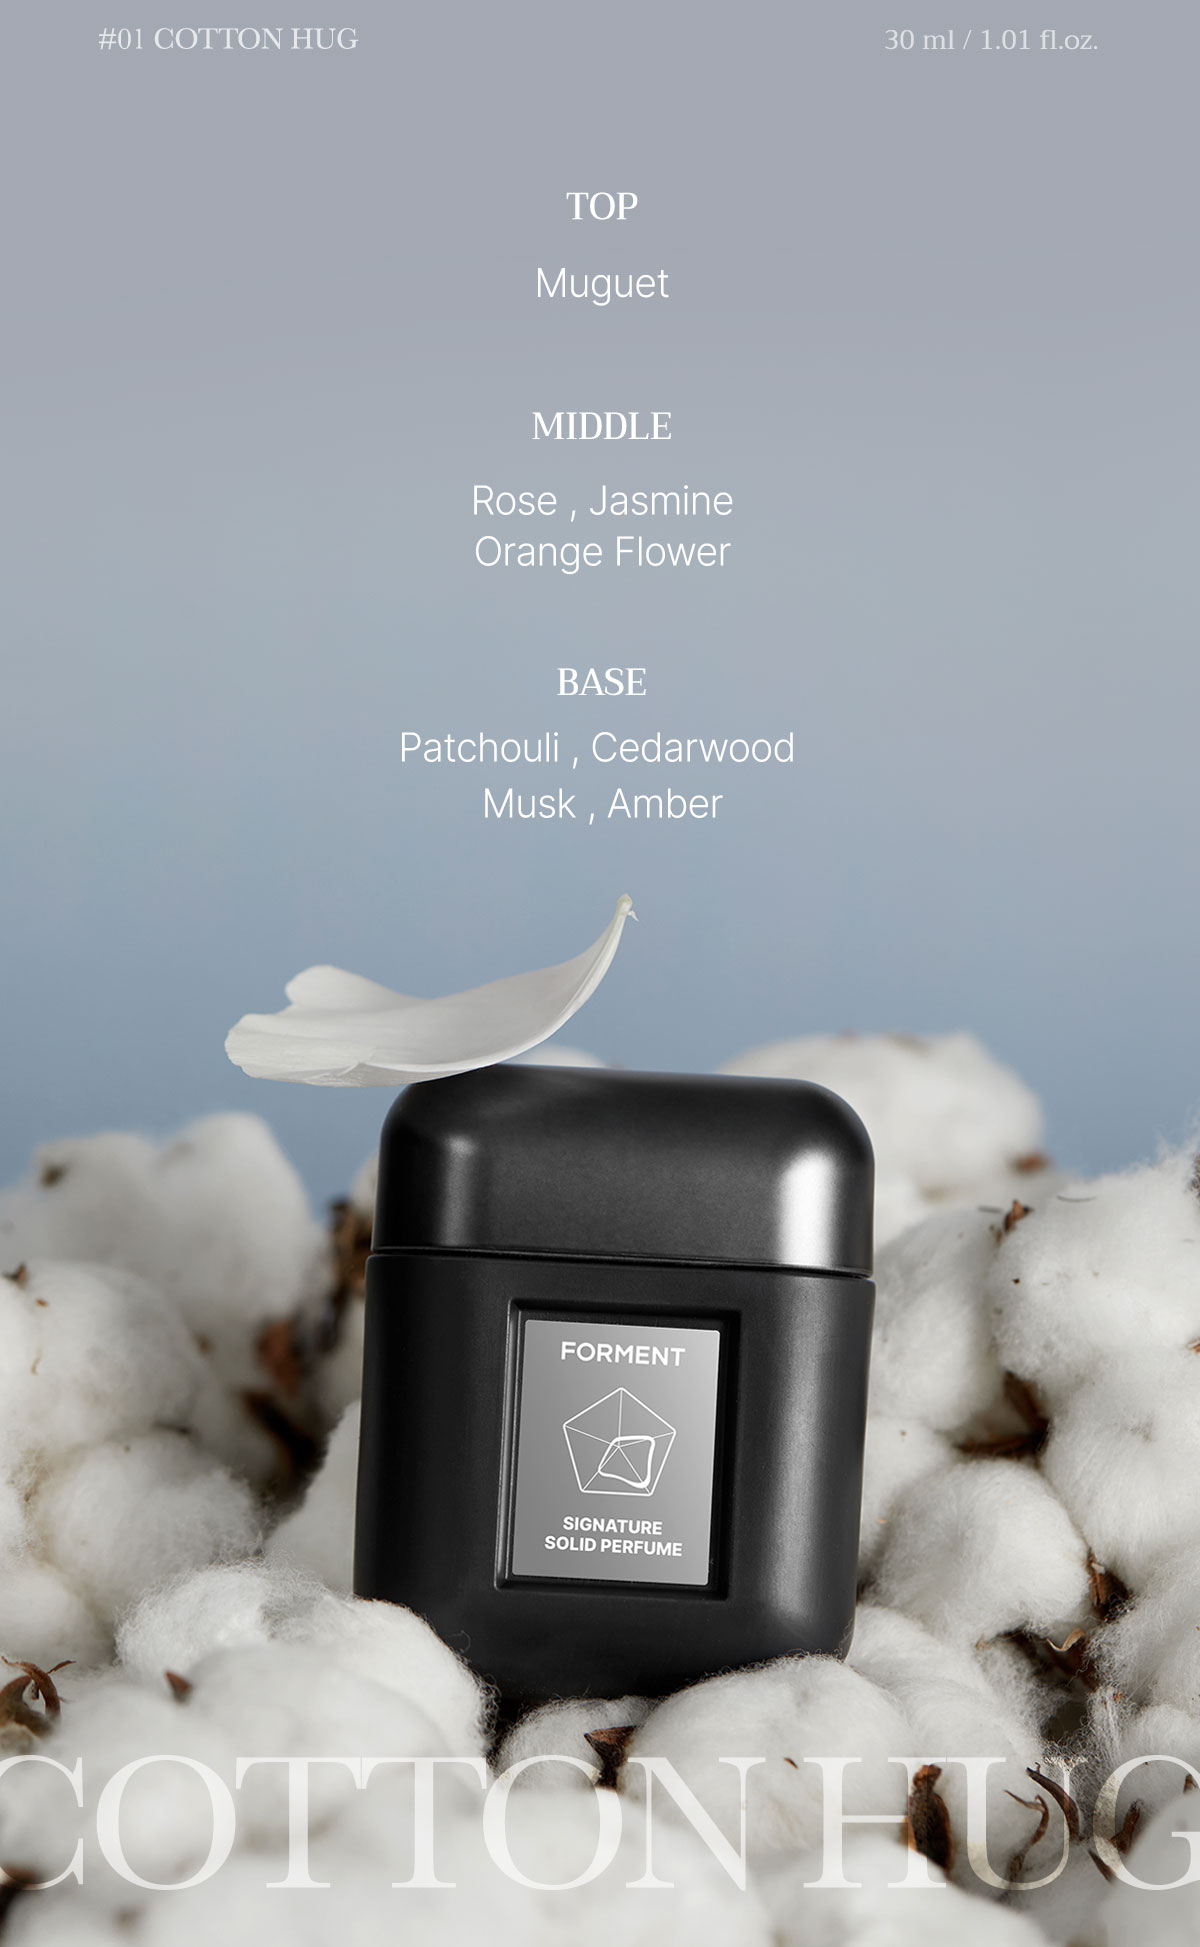 #01 COTTON HUG
30 ml / 1.01 fl.oz.
TOP
Muguet
MIDDLE
Rose , Jasmine
Orange Flower
BASE
Patchouli , Cedarwood
Musk , Amber
FORMENT
SIGNATURE
SOLID PERFUME
COTTON HUG